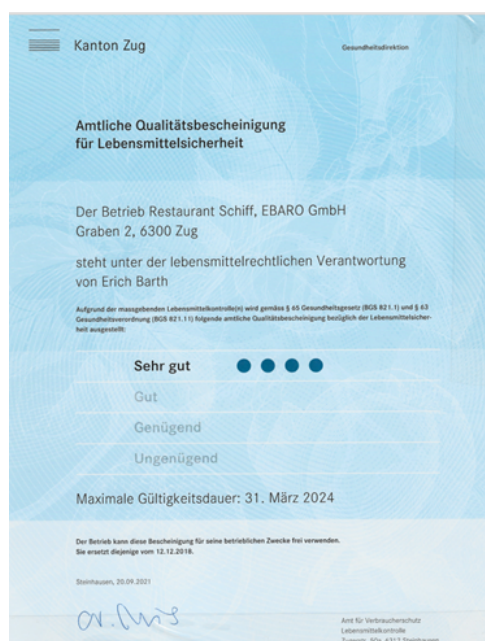 Kanton Zug
Gesundheitsdirektion
Amtliche Qualitätsbescheinigung
für Lebensmittelsicherheit
Der Betrieb Restaurant Schiff, EBARO GmbH
Graben 2, 6300 Zug
steht unter der lebensmittelrechtlichen Verantwortung
von Erich Barth
Aufgrund der massgebenden Lebensmittelkontrolle(n) wird gemäss § 65 Gesundheitsgesetz (BGS 821.1) und § 63
Gesundheitsverordnung (BGS 821.11) folgende amtliche Qualitätsbescheinigung bezüglich der Lebensmittelsicher-
heit ausgestellt:
Sehr gut
Gut
Genügend
Ungenügend
Maximale Gültigkeitsdauer: 31. März 2024
Der Betrieb kann diese Bescheinigung für seine betrieblichen Zwecke frei verwenden.
Sie ersetzt diejenige vom 12.12.2018.
Steinhausen, 20.09.2021
Amt für Verbraucherschutz
Lebensmittelkontrolle
Steinhausen